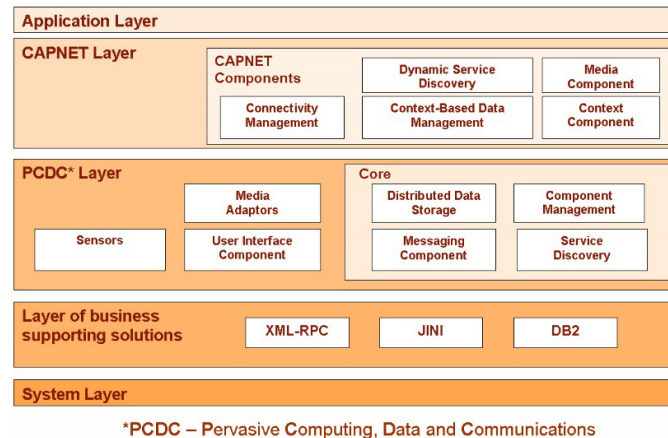 Application Layer
CAPNET Layer
CAPNET
Components
Dynamic Service
Discovery
Media
Component
Connectivity
Management
Context-Based Data
Management
Context
Component
PCDC* Layer
Core
Media
Adaptors
Distributed Data
Storage
Component
Management
Sensors
User Interface
Component
Messaging
Component
Service
Discovery
Layer of business
supporting solutions
XML-RPC
JINI
DB2
System Layer
*PCDC – Pervasive Computing, Data and Communications